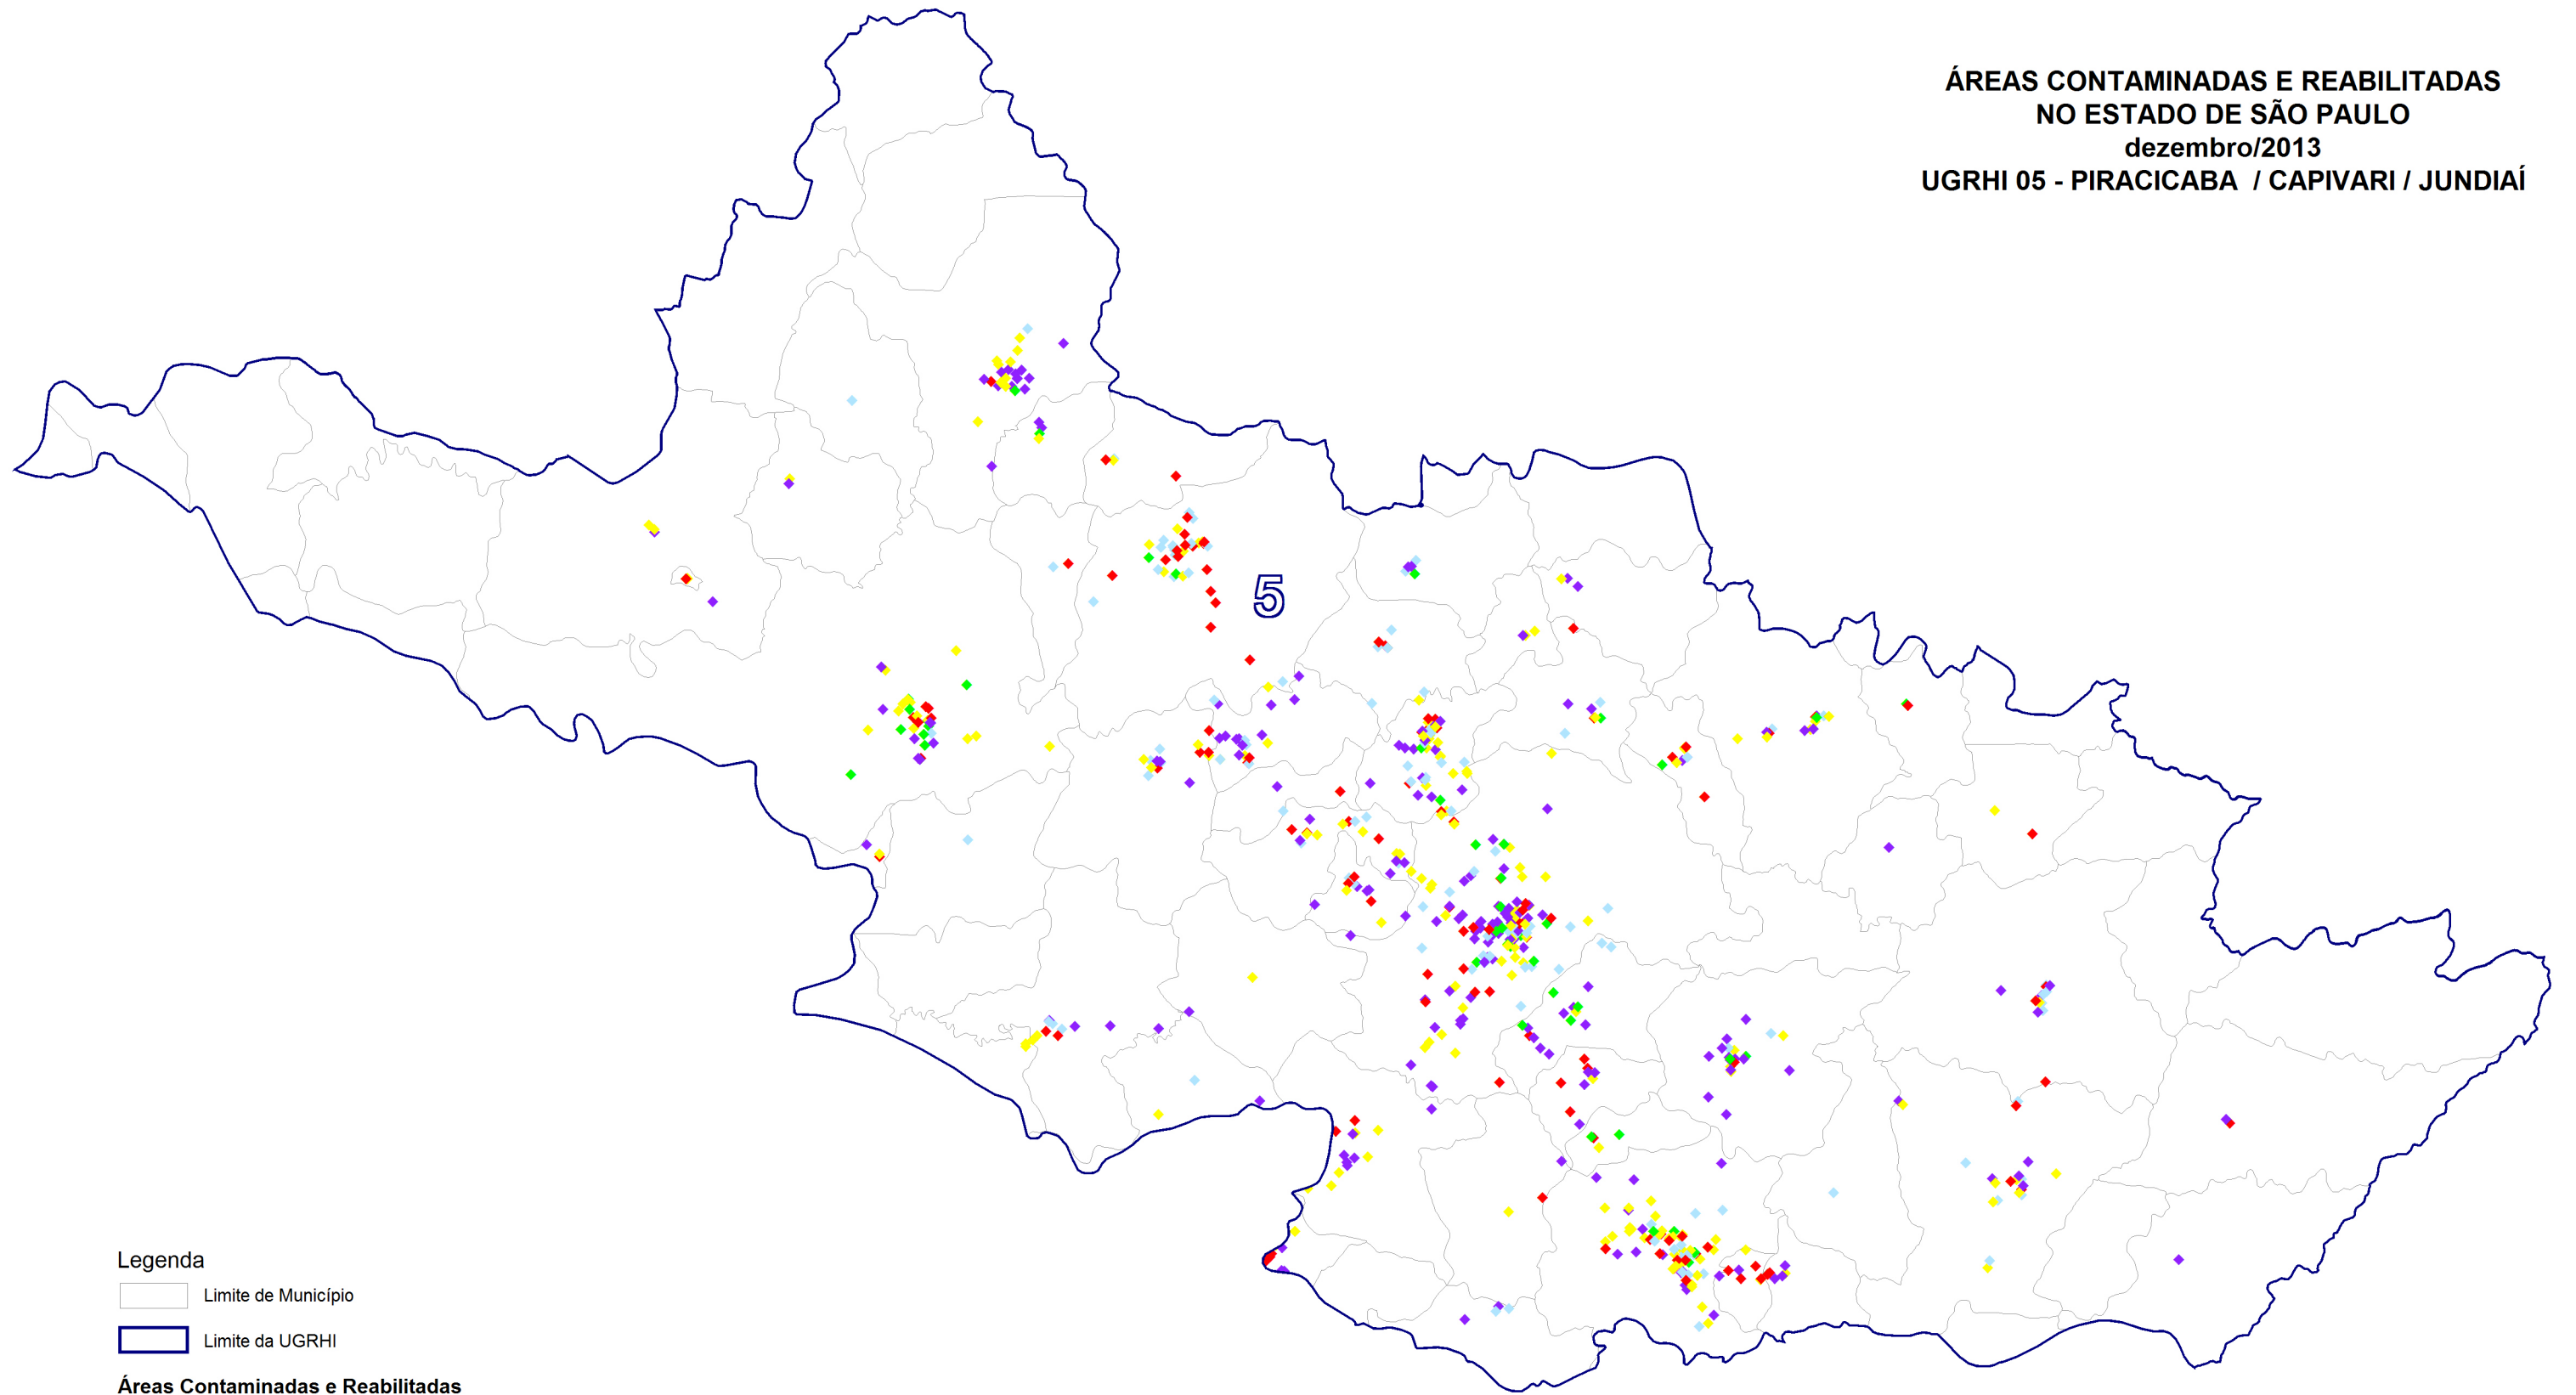 ÁREAS CONTAMINADAS E REABILITADAS
NO ESTADO DE SÃO PAULO
dezembro/2013
UGRHI 05 - PIRACICABA / CAPIVARI / JUNDIAÍ
5
Legenda
Limite de Município
Limite da UGRHI
Áreas Contaminadas e Reabilitadas